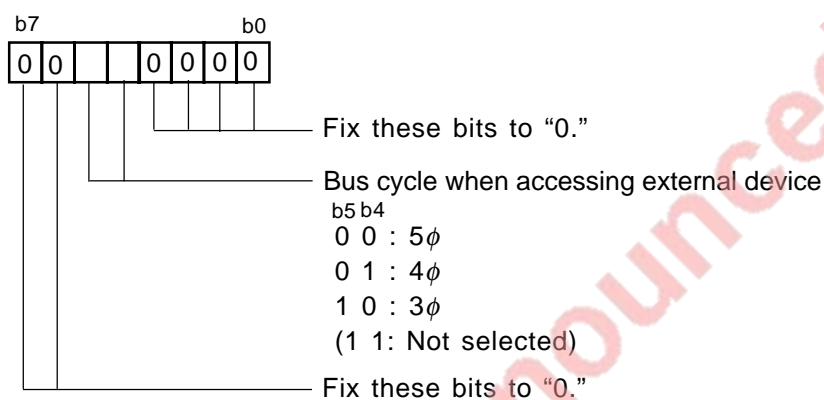 b7 b0
0 0 0 0 0 0
Fix these bits to “0.”
Bus cycle when accessing external device
b5 b4
0 0 : 5ϕ
0 1 : 4ϕ
1 0 : 3ϕ
(1 1: Not selected)
Fix these bits to “0.”